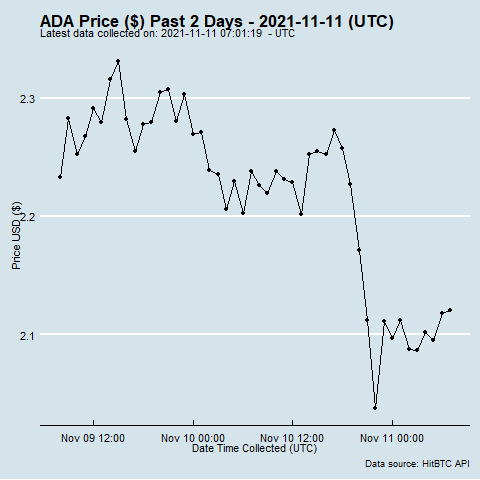 ADA Price ($) Past 2 Days - 2021-11-11 (UTC)
Latest data collected on: 2021-11-11 07:01:19  - UTC
2.3
2.2
2.1
Price USD ($)
Nov 09 12:00
Nov 10 00:00
Nov 10 12:00
Nov 11 00:00
Date Time Collected (UTC)
Data source: HitBTC API